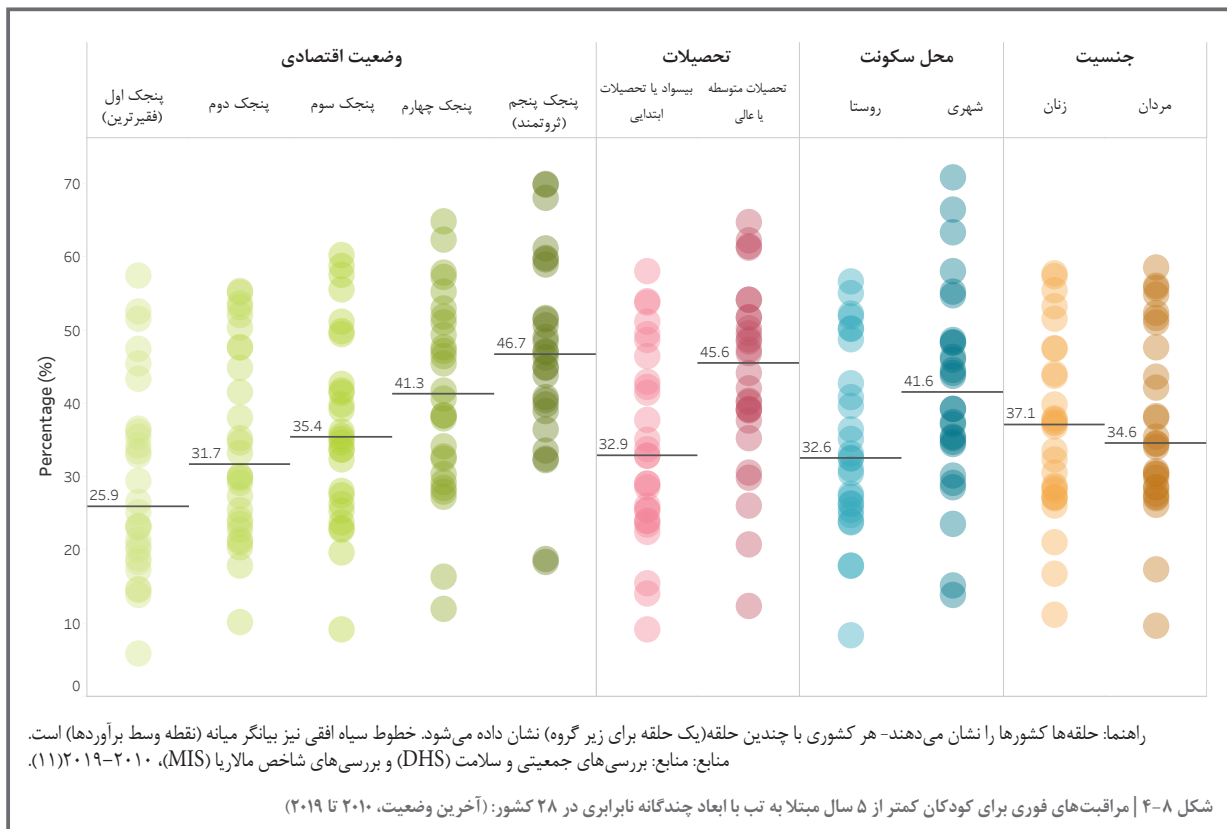 وضعیت اقتصادی
تحصیلات
محل سکونت
جنسیت
پنجک اول
(فقیرترین)
پنجک دوم
پنجک سوم
پنجک چهارم
پنجک پنجم
(ثروتمند)
بیسواد یا تحصیلات
ابتدایی
تحصیلات متوسطه
یا عالی
روستا
شهری
زنان
مردان
Percentage (%)
70
60
50
40
30
20
10
0
25.9
31.7
35.4
41.3
46.7
32.9
45.6
32.6
41.6
37.1
34.6
راهنما: حلقه‌ها کشورها را نشان می‌دهند- هر کشوری با چندین حلقه(یک حلقه برای زیر گروه) نشان داده می‌شود. خطوط سیاه افقی نیز بیانگر میانه (نقطه وسط برآوردها) است.
منابع: منابع: بررسی‌های جمعیتی و سلامت (DHS) و بررسی‌های شاخص مالاریا (MIS)، ۲۰۱۰-۲۰۱۹(۱۱).
شکل ۸-۴ | مراقبت‌های فوری برای کودکان کمتر از ۵ سال مبتلا به تب با ابعاد چندگانه نابرابری در ۲۸ کشور: (آخرین وضعیت، ۲۰۱۰ تا ۲۰۱۹)